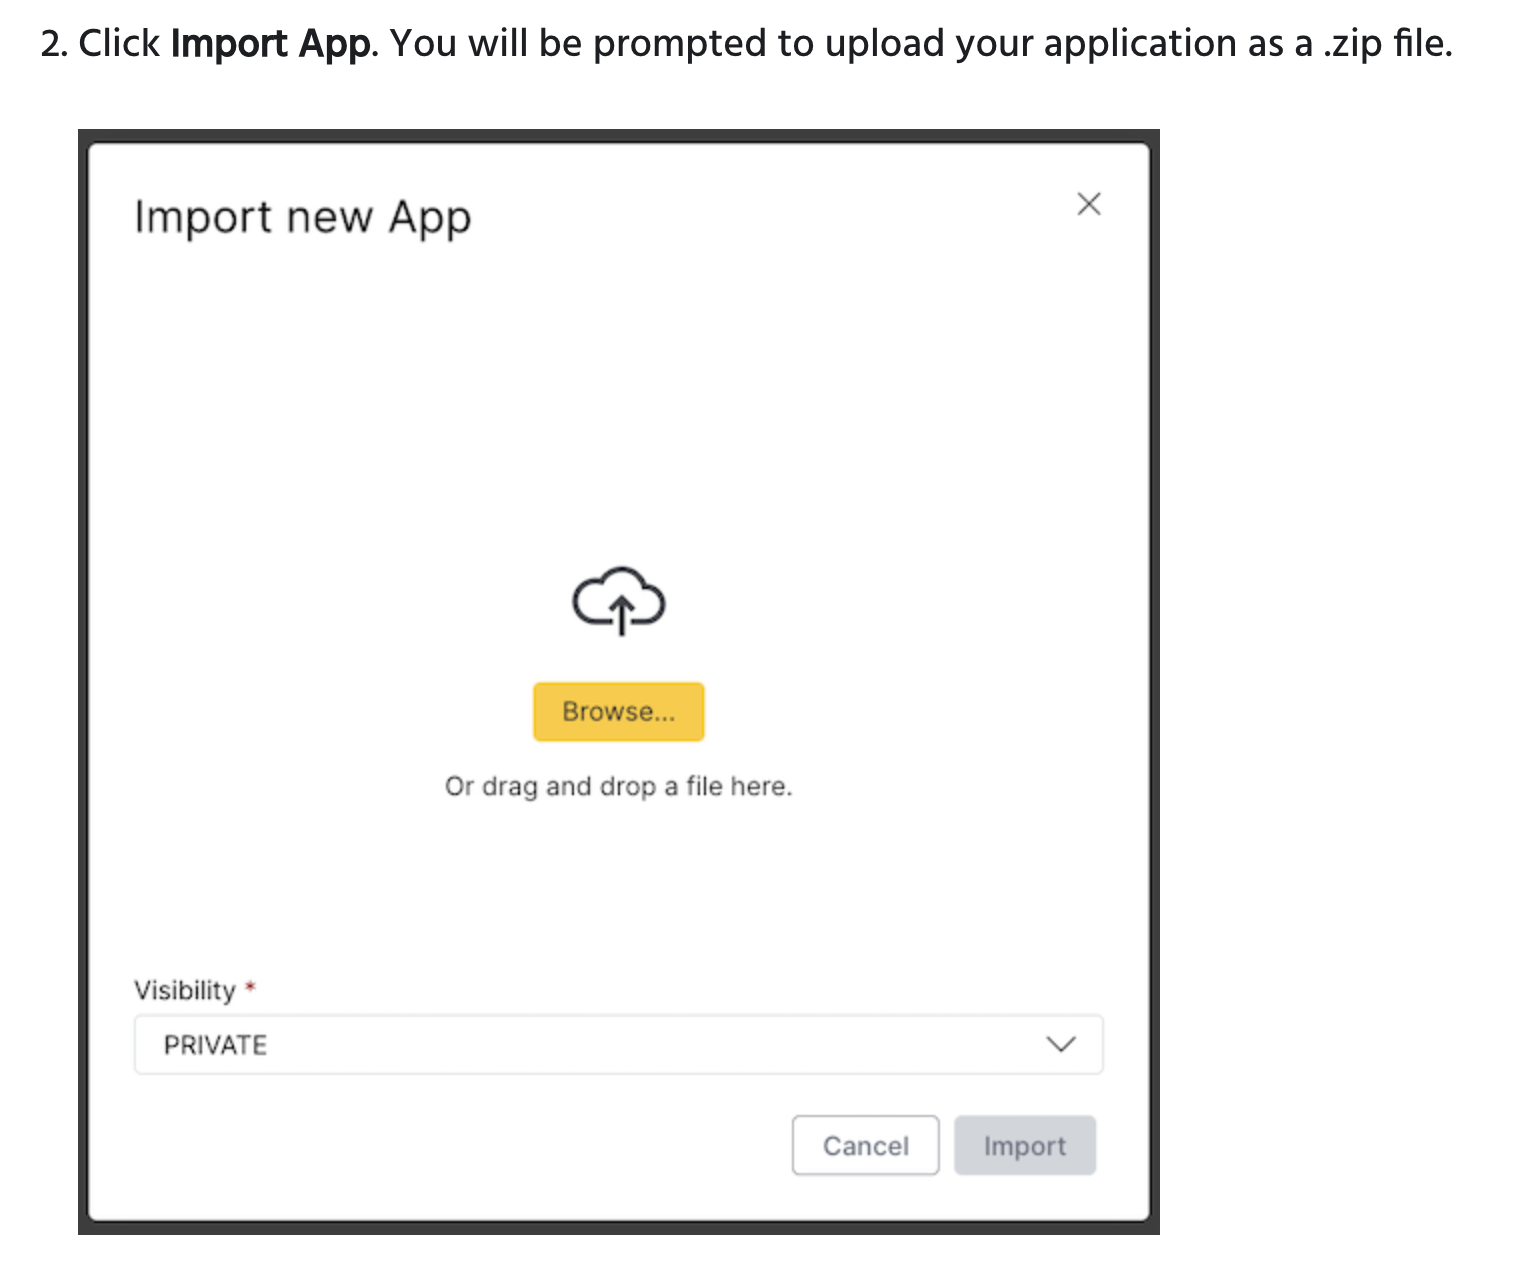 2. Click Import App. You will be prompted to upload your application as a .zip file.
Import new App
Browse...
Or drag and drop a file here.
Visibility *
PRIVATE
Cancel Import